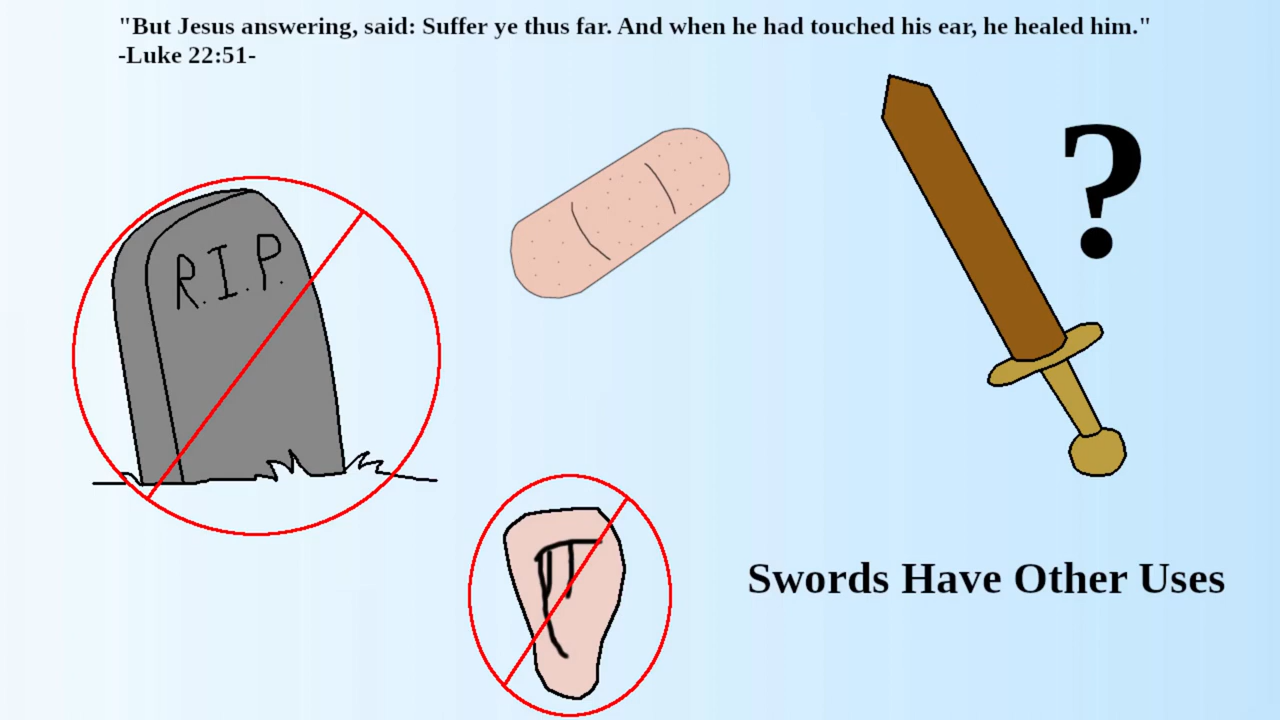 "But Jesus answering, said: Suffer ye thus far. And when he had touched his ear, he healed him."
-Luke 22:51-
?
R.I.P.
Swords Have Other Uses